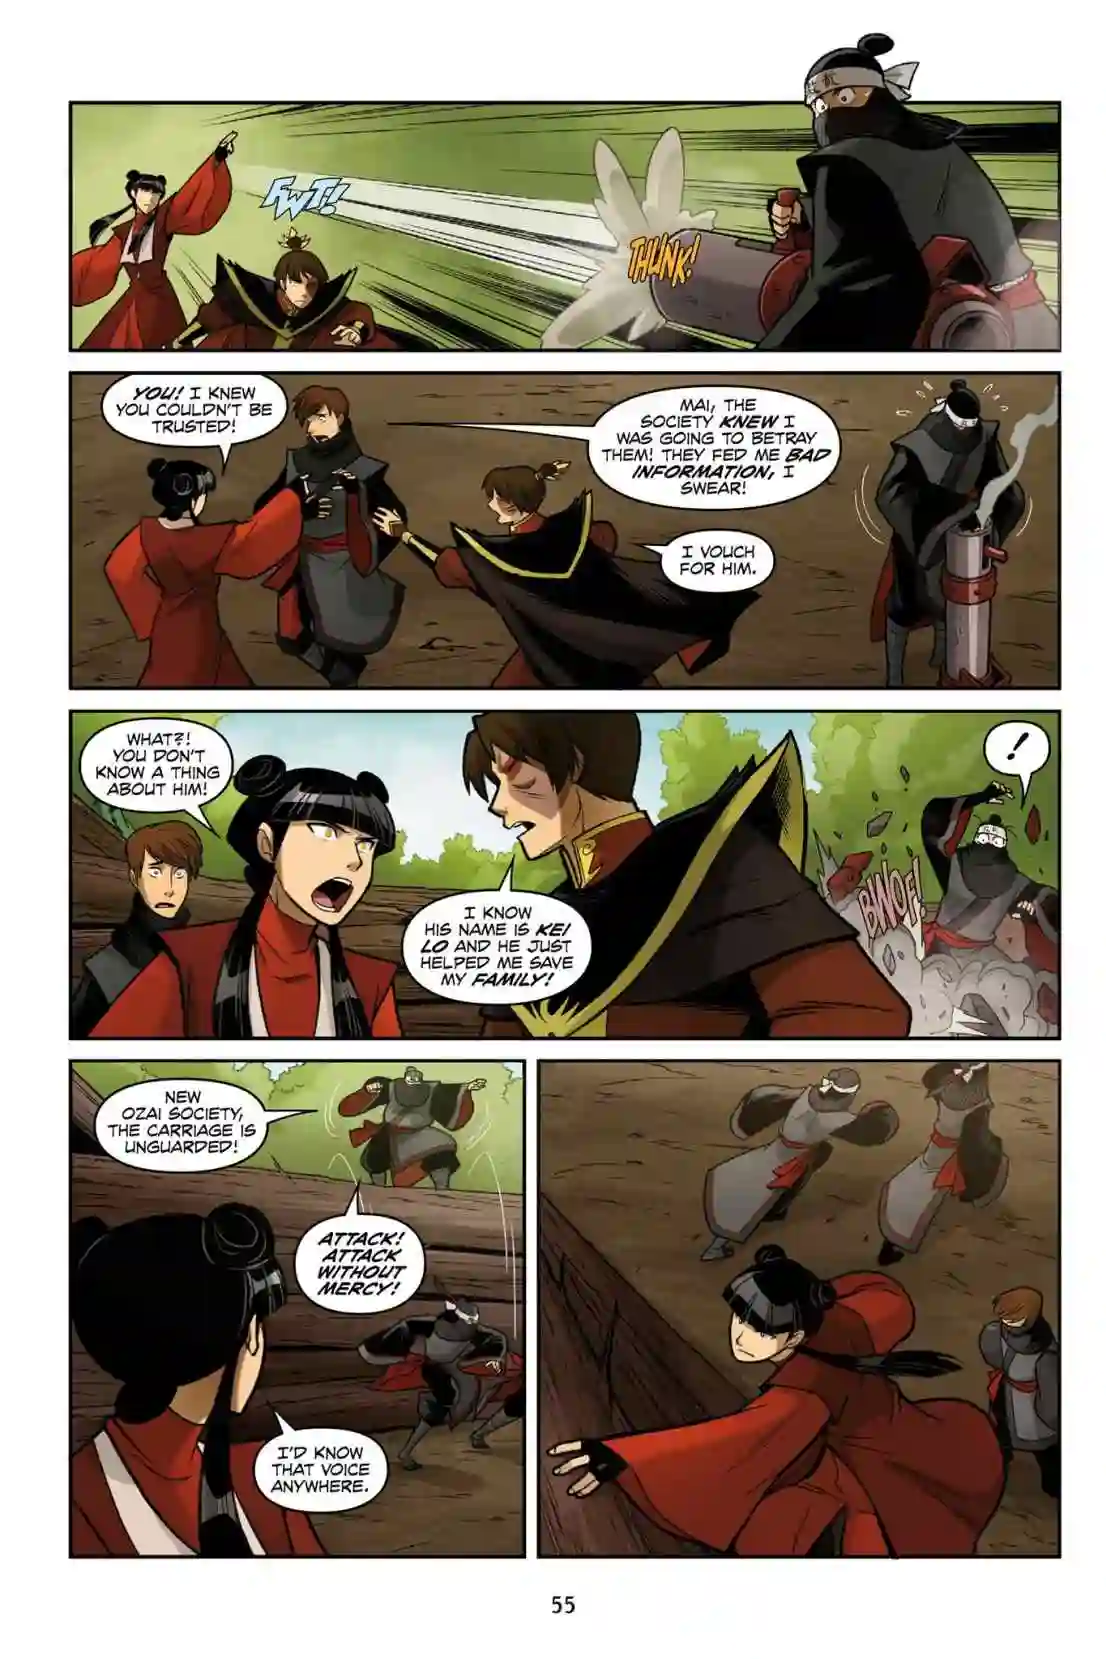 FWT!!
THUNK!
YOU! I KNEW
YOU COULDN'T BE
TRUSTED!
MAI, THE
SOCIETY KNEW I
WAS GOING TO BETRAY
THEM! THEY FED ME BAD
INFORMATION, I
SWEAR!
I VOUCH
FOR HIM.
WHAT?!
YOU DON'T
KNOW A THING
ABOUT HIM!
I KNOW
HIS NAME IS KEI
LO AND HE JUST
HELPED ME SAVE
MY FAMILY!
!
BWOF!
NEW
OZAI SOCIETY,
THE CARRIAGE IS
UNGUARDED!
ATTACK!
ATTACK
WITHOUT
MERCY!
I'D KNOW
THAT VOICE
ANYWHERE.
55